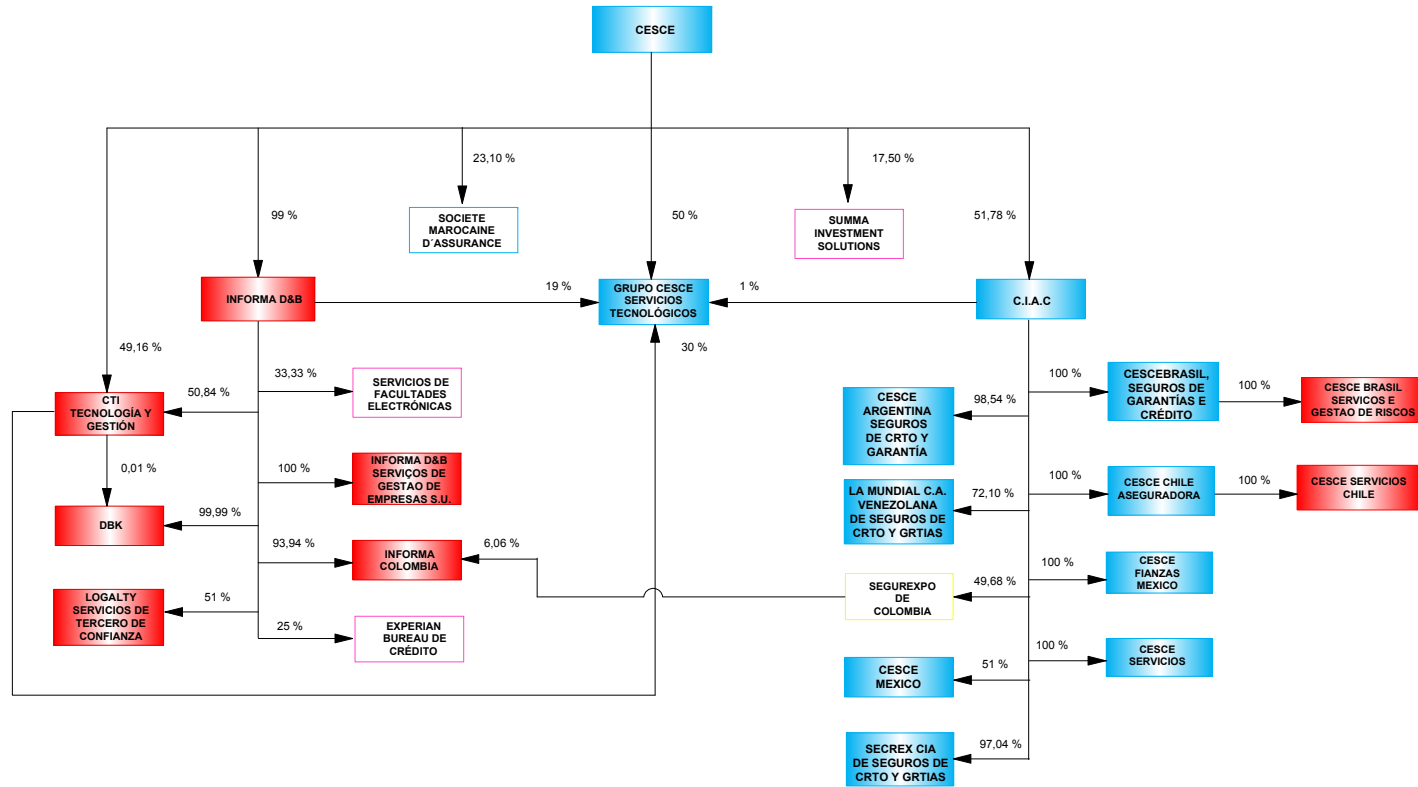 CESCE
23,10 %
17,50 %
99 %
SOCIETE
MAROCAINE
D´ASSURANCE
50 %
SUMMA
INVESTMENT
SOLUTIONS
51,78 %
INFORMA D&B
19 %
GRUPO CESCE
SERVICIOS
TECNOLÓGICOS
1 %
C.I.A.C
49,16 %
30 %
33,33 %
SERVICIOS DE
FACULTADES
ELECTRÓNICAS
50,84 %
CTI
TECNOLOGÍA Y
GESTIÓN
CESCE
ARGENTINA
SEGUROS
DE CRTO Y
GARANTÍA
98,54 %
100 %
CESCEBRASIL,
SEGUROS DE
GARANTÍAS E
CRÉDITO
100 %
CESCE BRASIL
SERVICOS E
GESTAO DE RISCOS
0,01 %
100 %
INFORMA D&B
SERVIÇOS DE
GESTAO DE
EMPRESAS S.U.
LA MUNDIAL C.A.
VENEZOLANA
DE SEGUROS DE
CRTO Y GRTIAS
72,10 %
100 %
CESCE CHILE
ASEGURADORA
100 %
CESCE SERVICIOS
CHILE
DBK
99,99 %
93,94 %
INFORMA
COLOMBIA
6,06 %
SEGUREXPO
DE
COLOMBIA
49,68 %
100 %
CESCE
FIANZAS
MEXICO
LOGALTY
SERVICIOS DE
TERCERO DE
CONFIANZA
51 %
25 %
EXPERIAN
BUREAU DE
CRÉDITO
CESCE
MEXICO
51 %
100 %
CESCE
SERVICIOS
SECREX CIA
DE SEGUROS DE
CRTO Y GRTIAS
97,04 %